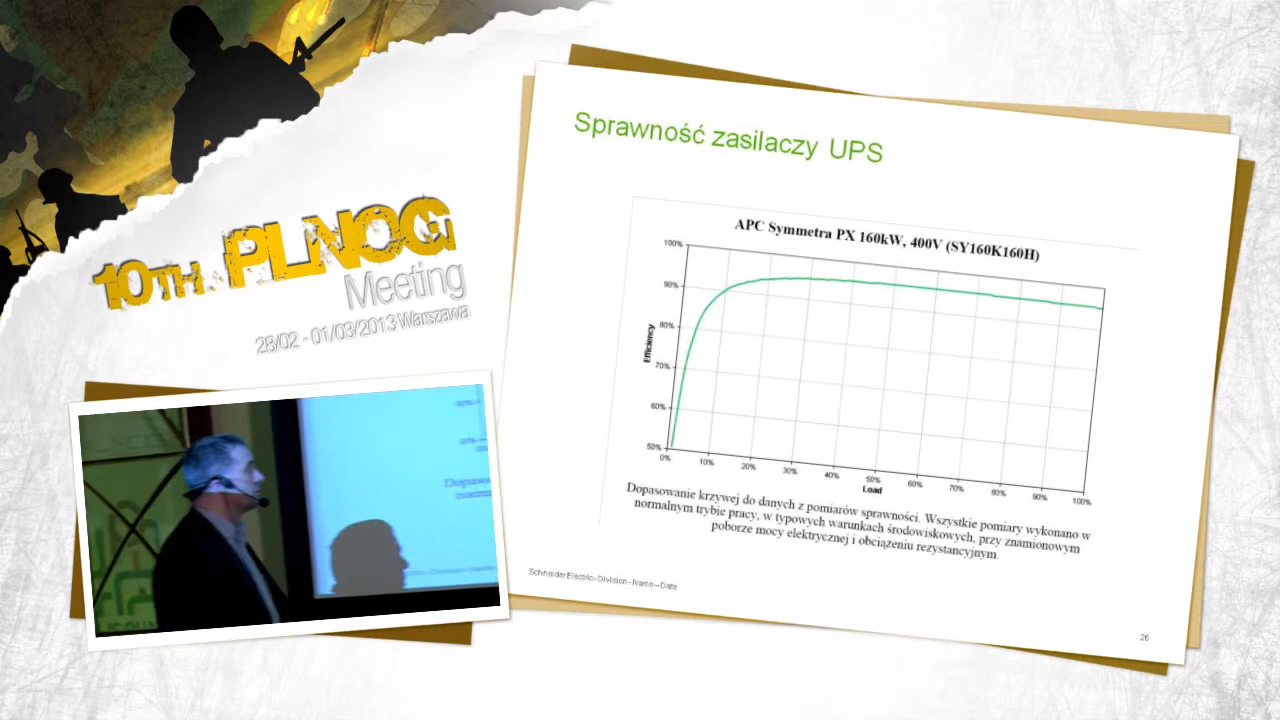 10TH PLNOG
Meeting
28/02 - 01/03/2013 Warszawa
Sprawność zasilaczy UPS
APC Symmetra PX 160kW, 400V (SY160K160H)
100%
90%
80%
70%
60%
50%
Efficiency
0% 10% 20% 30% 40% 50% 60% 70% 80% 90% 100%
Load
Dopasowanie krzywej do danych z pomiarów sprawności. Wszystkie pomiary wykonano w
normalnym trybie pracy, w typowych warunkach środowiskowych, przy znamionowym
poborze mocy elektrycznej i obciążeniu rezystancyjnym.
Schneider Electric - Division - Name – Date
26